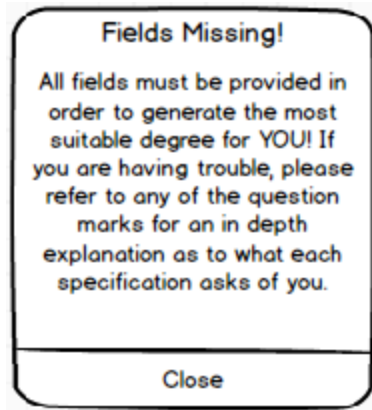 Fields Missing!
All fields must be provided in
order to generate the most
suitable degree for YOU! If
you are having trouble, please
refer to any of the question
marks for an in depth
explanation as to what each
specification asks of you.
Close